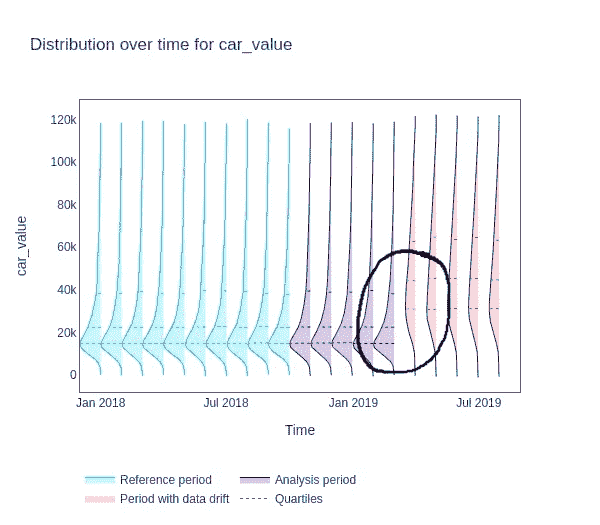 Distribution over time for car_value
120k
100k
80k
60k
40k
20k
0
car_value
Jan 2018
Jul 2018
Jan 2019
Jul 2019
Time
Reference period
Analysis period
Period with data drift
Quartiles